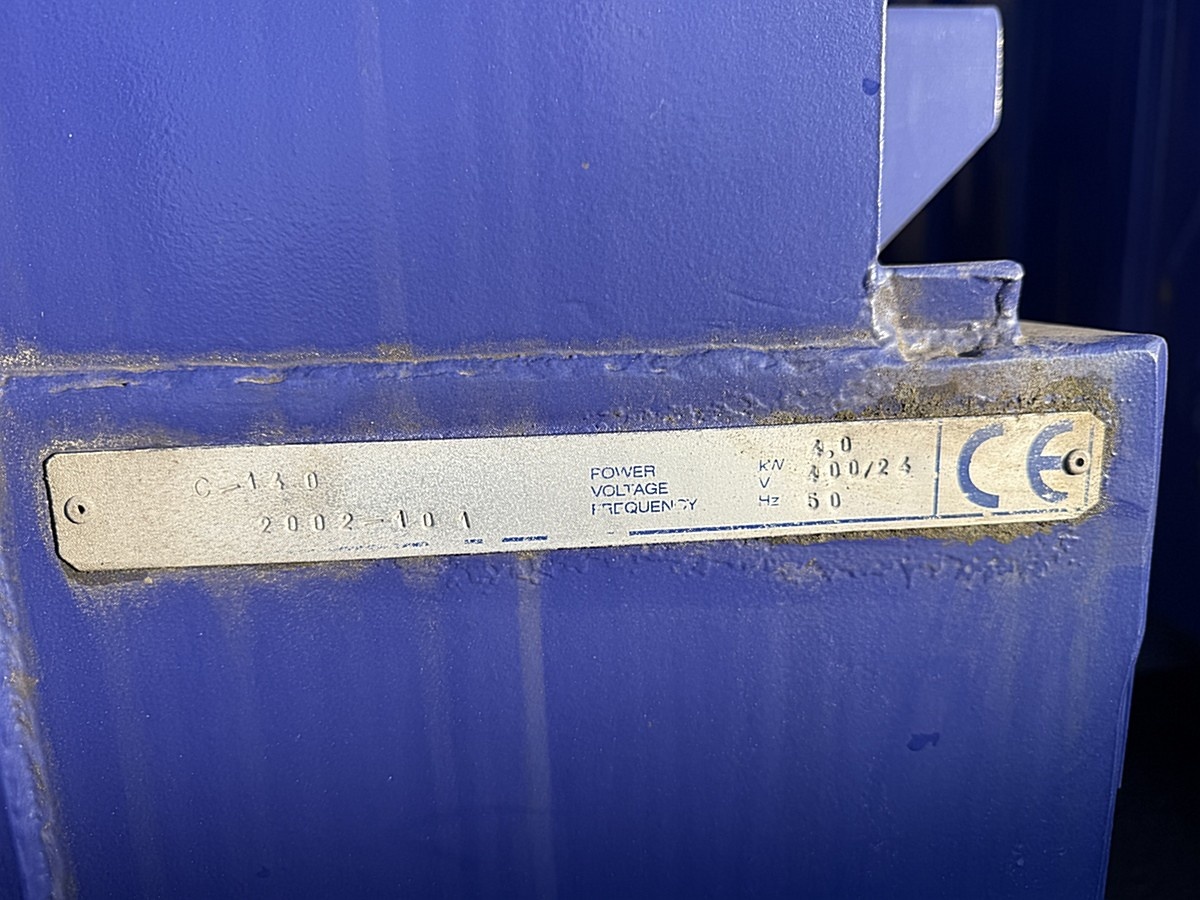 C-140
2002-101
POWER KW 4,0
VOLTAGE V 400/24
FREQUENCY Hz 50
CE